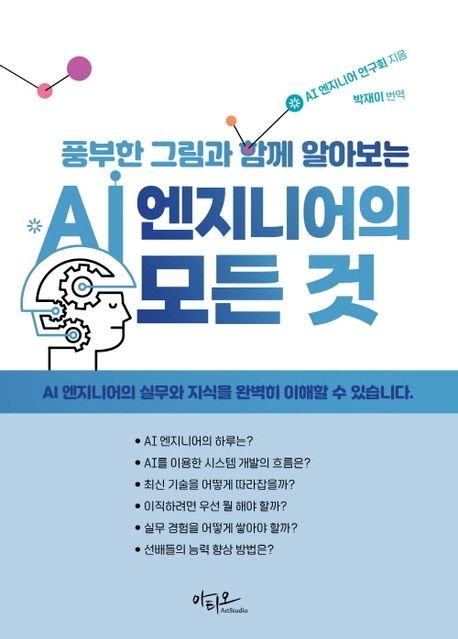 AI 엔지니어 연구회 지음
박재이 번역
풍부한 그림과 함께 알아보는
AI 엔지니어의
모든 것
AI 엔지니어의 실무와 지식을 완벽히 이해할 수 있습니다.
• AI 엔지니어의 하루는?
• AI를 이용한 시스템 개발의 흐름은?
• 최신 기술을 어떻게 따라잡을까?
• 이직하려면 우선 뭘 해야 할까?
• 실무 경험을 어떻게 쌓아야 할까?
• 선배들의 능력 향상 방법은?
아티오
ArtStudio